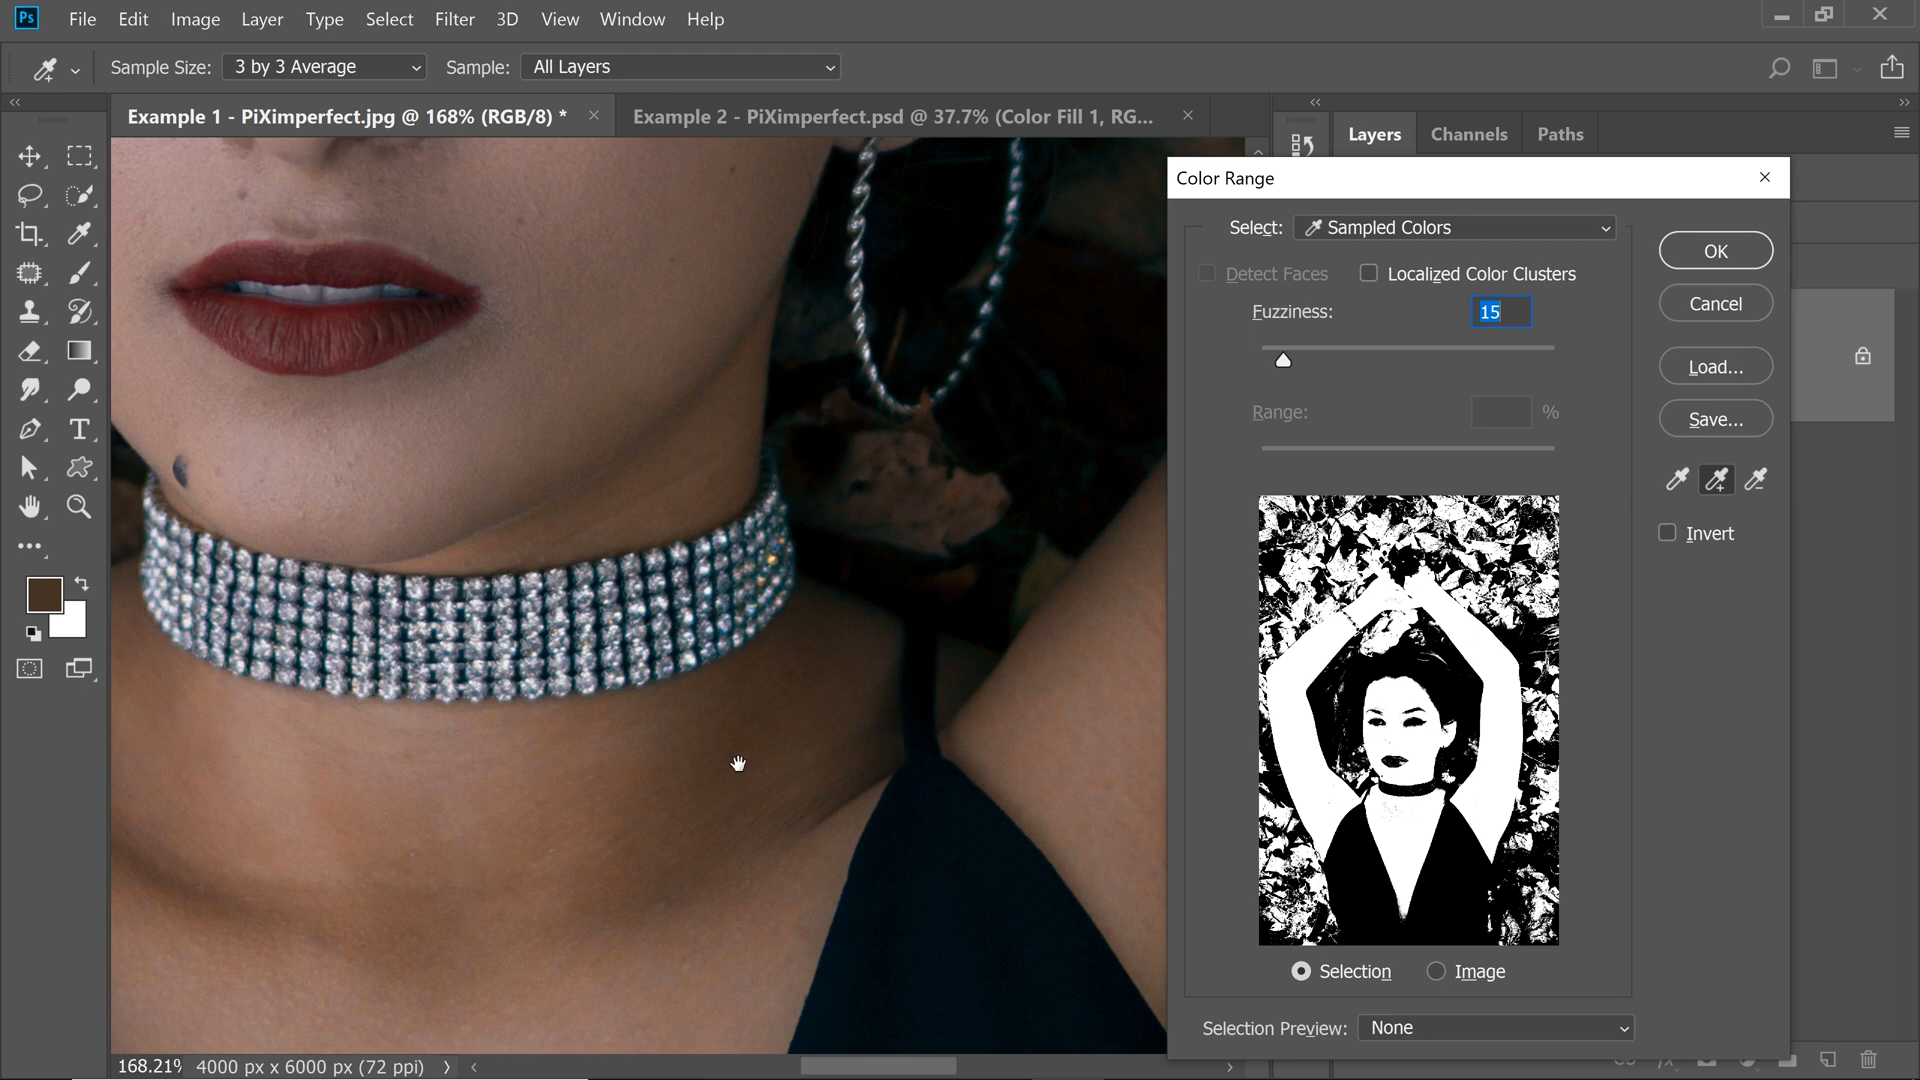 Ps File Edit Image Layer Type Select Filter 3D View Window Help
Sample Size: 3 by 3 Average Sample: All Layers
Example 1 - PiXimperfect.jpg @ 168% (RGB/8) * Example 2 - PiXimperfect.psd @ 37.7% (Color Fill 1, RG...
Layers Channels Paths
Color Range
Select: Sampled Colors
OK
Detect Faces Localized Color Clusters
Cancel
Fuzziness: 15
Load...
Range: %
Save...
Invert
Selection Image
Selection Preview: None
168.21% 4000 px x 6000 px (72 ppi)